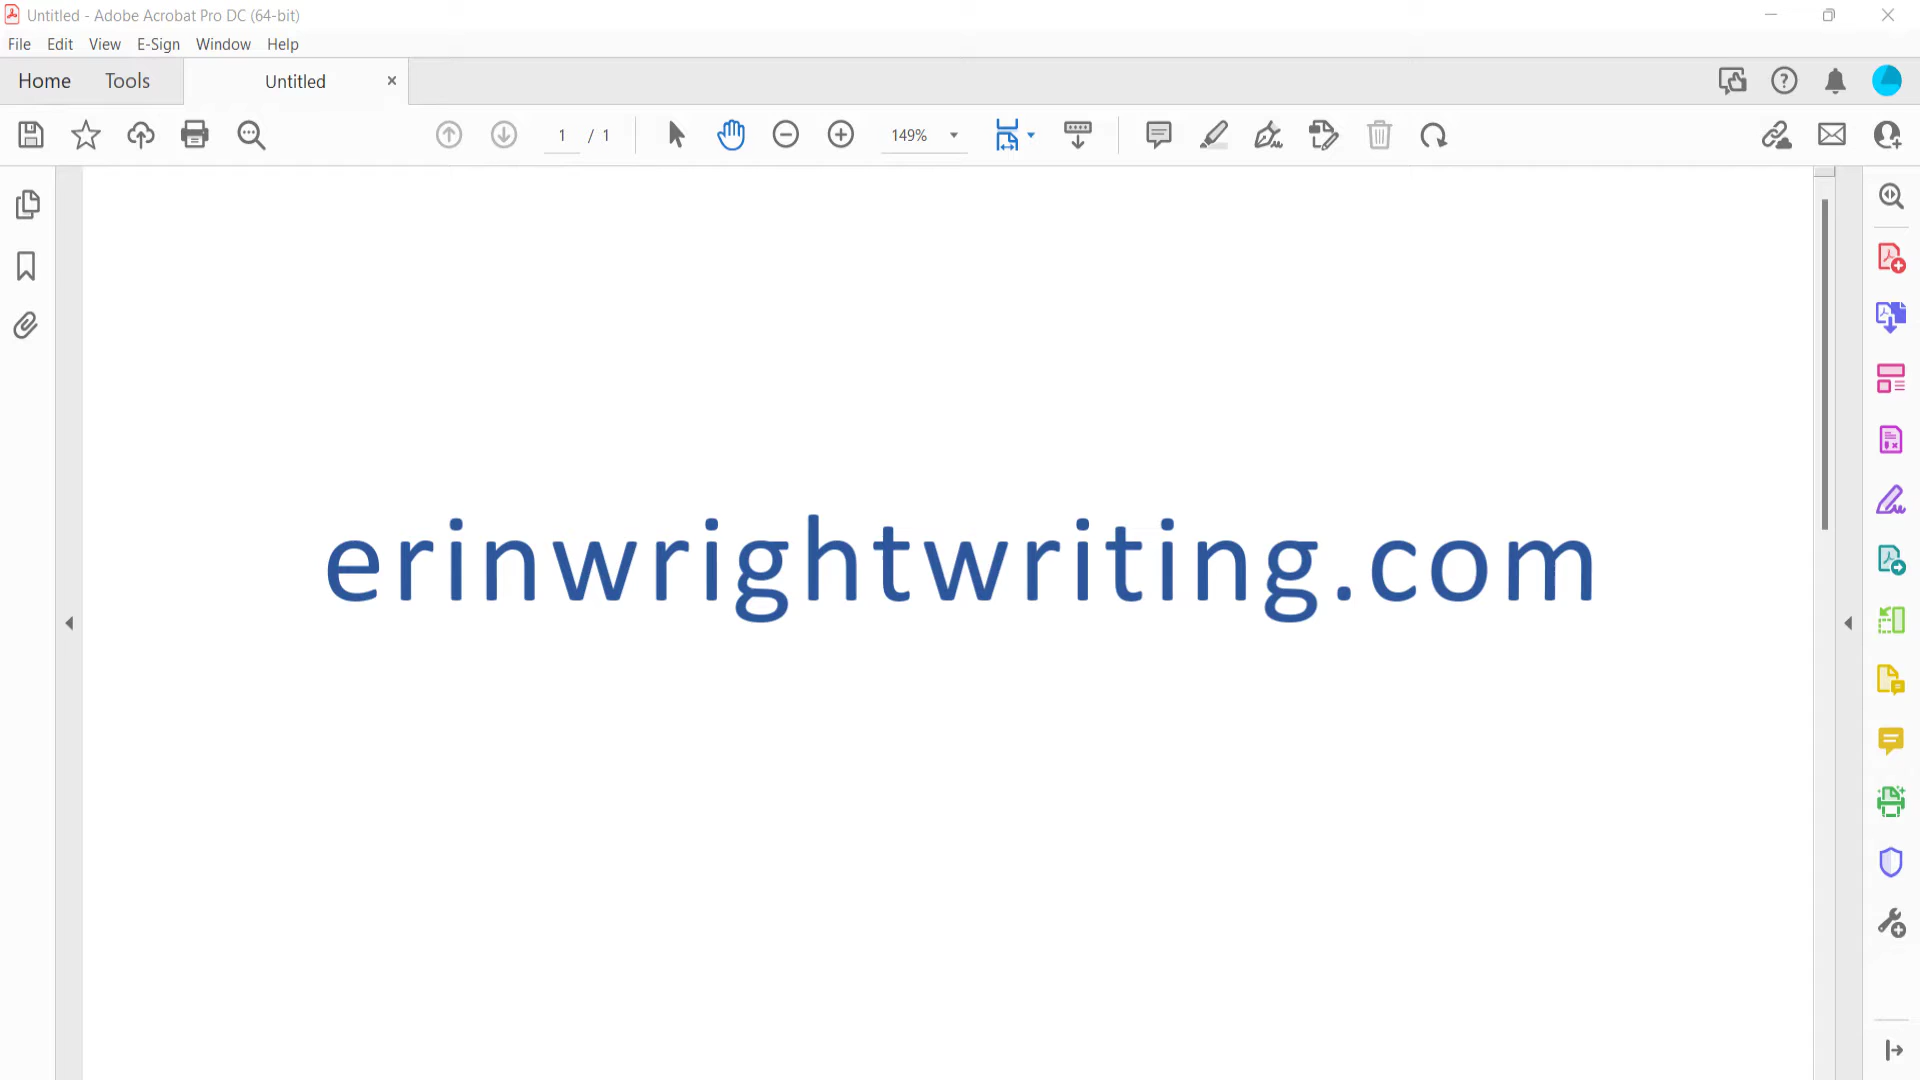 Untitled - Adobe Acrobat Pro DC (64-bit)
File Edit View E-Sign Window Help
Home Tools Untitled
1 / 1 149%
erinwrightwriting.com